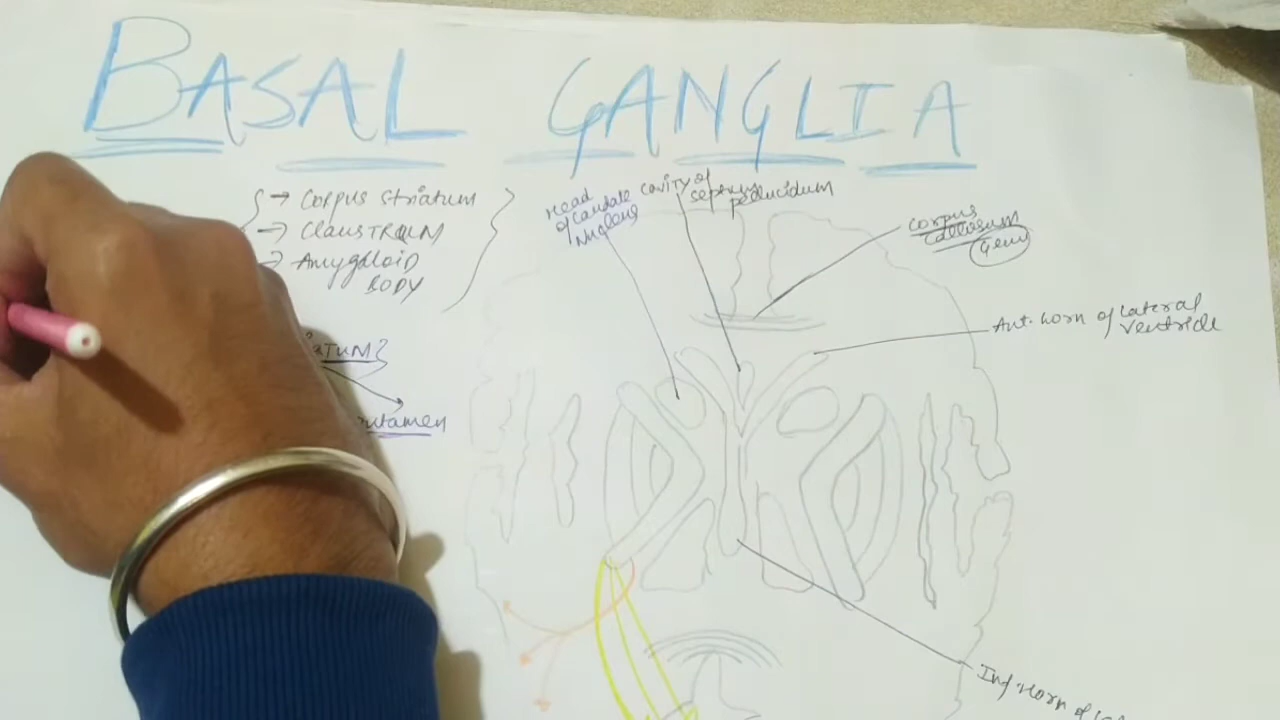 BASAL GANGLIA
→ Corpus striatum
→ CLAUSTRUM
→ Amygdaloid
BODY
Head
of caudate
Nucleus
cavity of
septum
pellucidum
corpus
callosum
Genu
Ant. horn of lateral
ventricle
Inf. Horn of